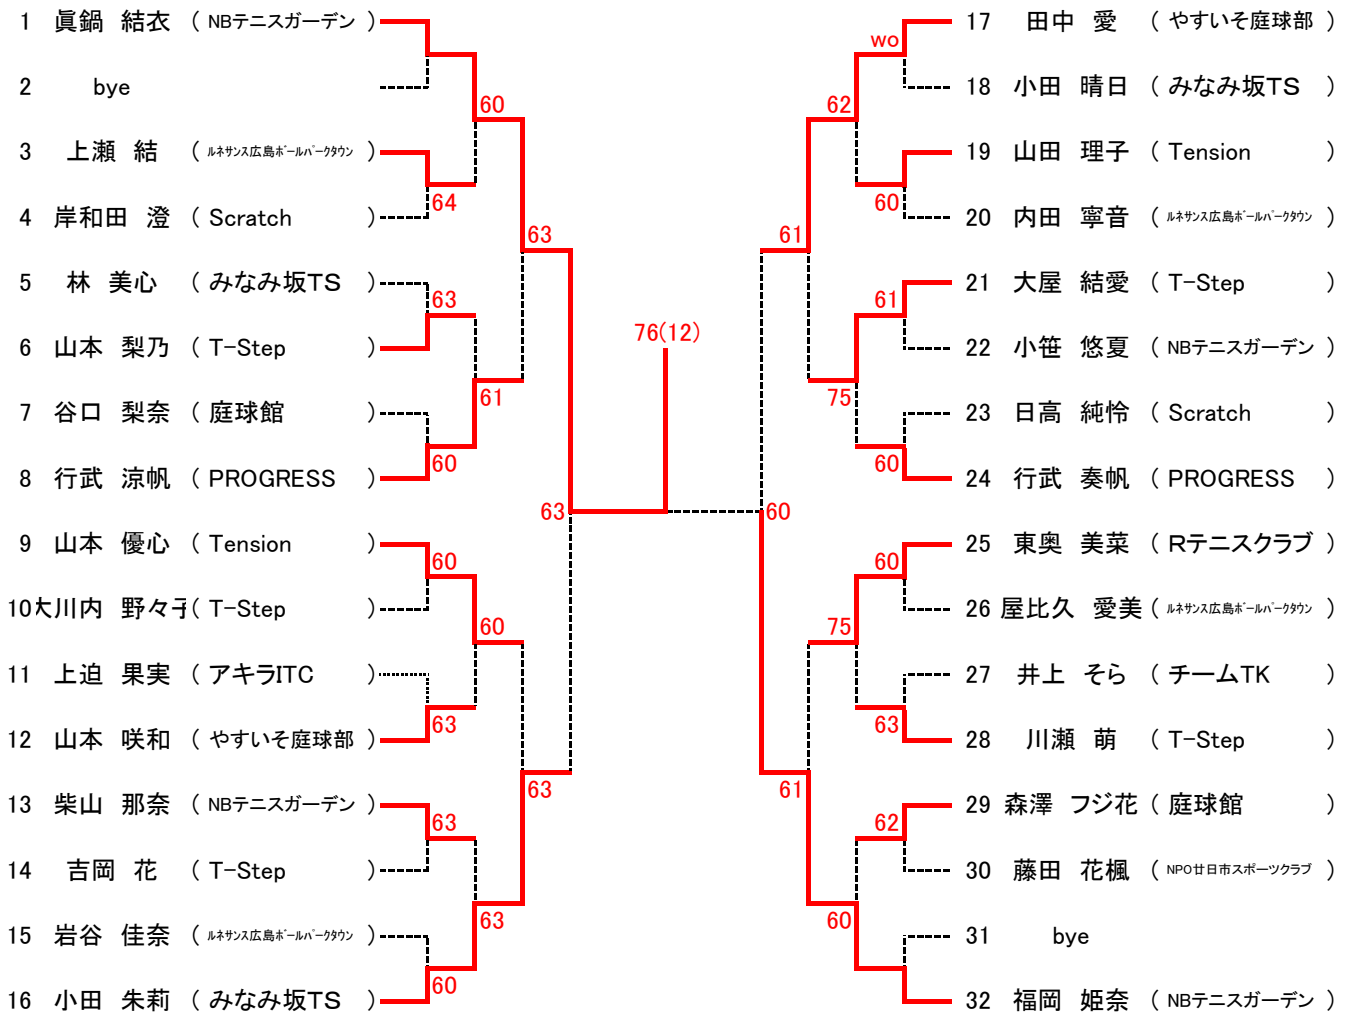 1 眞鍋 結衣 ( NBテニスガーデン )
2 bye
60
3 上瀬 結 ( ルネサンス広島ボールパークタウン )
64
4 岸和田 澄 ( Scratch )
63
5 林 美心 ( みなみ坂TS )
63
6 山本 梨乃 ( T-Step )
61
7 谷口 梨奈 ( 庭球館 )
60
8 行武 涼帆 ( PROGRESS )
63
9 山本 優心 ( Tension )
60
10 大川内 野々子 ( T-Step )
60
11 上迫 果実 ( アキラITC )
63
12 山本 咲和 ( やすいそ庭球部 )
63
13 柴山 那奈 ( NBテニスガーデン )
63
14 吉岡 花 ( T-Step )
63
15 岩谷 佳奈 ( ルネサンス広島ボールパークタウン )
60
16 小田 朱莉 ( みなみ坂TS )
76(12)
17 田中 愛 ( やすいそ庭球部 )
wo
18 小田 晴日 ( みなみ坂TS )
62
19 山田 理子 ( Tension )
60
20 内田 寧音 ( ルネサンス広島ボールパークタウン )
61
21 大屋 結愛 ( T-Step )
61
22 小笹 悠夏 ( NBテニスガーデン )
75
23 日高 純怜 ( Scratch )
60
24 行武 奏帆 ( PROGRESS )
60
25 東奥 美菜 ( Rテニスクラブ )
60
26 屋比久 愛美 ( ルネサンス広島ボールパークタウン )
75
27 井上 そら ( チームTK )
63
28 川瀬 萌 ( T-Step )
61
29 森澤 フジ花 ( 庭球館 )
62
30 藤田 花楓 ( NPO廿日市スポーツクラブ )
60
31 bye
32 福岡 姫奈 ( NBテニスガーデン )